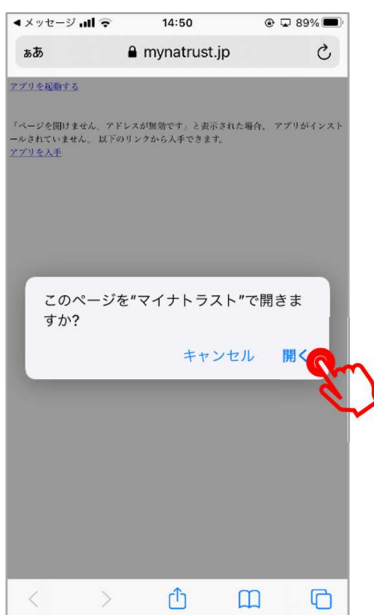 メッセージ 14:50 89%
ぁあ mynatrust.jp
アプリを起動する
「ページを開けません。アドレスが無効です」と表示された場合、 アプリがインスト
ールされていません。 以下のリンクから入手できます。
アプリを入手
このページを“マイナトラスト”で開きま
すか?
キャンセル 開く